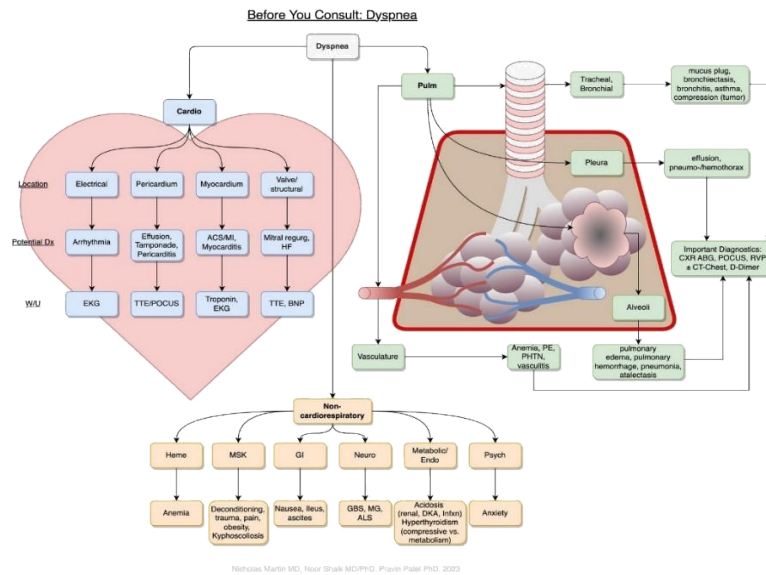 Before You Consult: Dyspnea
Dyspnea
Cardio
Location
Electrical
Pericardium
Myocardium
Valve/
structural
Potential Dx
Arrhythmia
Effusion,
Tamponade,
Pericarditis
ACS/MI,
Myocarditis
Mitral regurg,
HF
W/U
EKG
TTE/POCUS
Troponin,
EKG
TTE, BNP
Pulm
Tracheal,
Bronchial
mucus plug,
bronchiectasis,
bronchitis, asthma,
compression (tumor)
Pleura
effusion,
pneumo-/hemothorax
Important Diagnostics:
CXR ABG, POCUS, RVP
± CT-Chest, D-Dimer
Alveoli
pulmonary
edema, pulmonary
hemorrhage, pneumonia,
atalectasis
Vasculature
Anemia, PE,
PHTN,
vasculitis
Non-
cardiorespiratory
Heme
MSK
GI
Neuro
Metabolic/
Endo
Psych
Anemia
Deconditioning,
trauma, pain,
obesity,
Kyphoscoliosis
Nausea, Ileus,
ascites
GBS, MG,
ALS
Acidosis
(renal, DKA, Infxn)
Hyperthyroidism
(compressive vs.
metabolism)
Anxiety
Nicholas Martin MD, Noor Shaik MD/PhD, Pravin Patel PhD, 2023